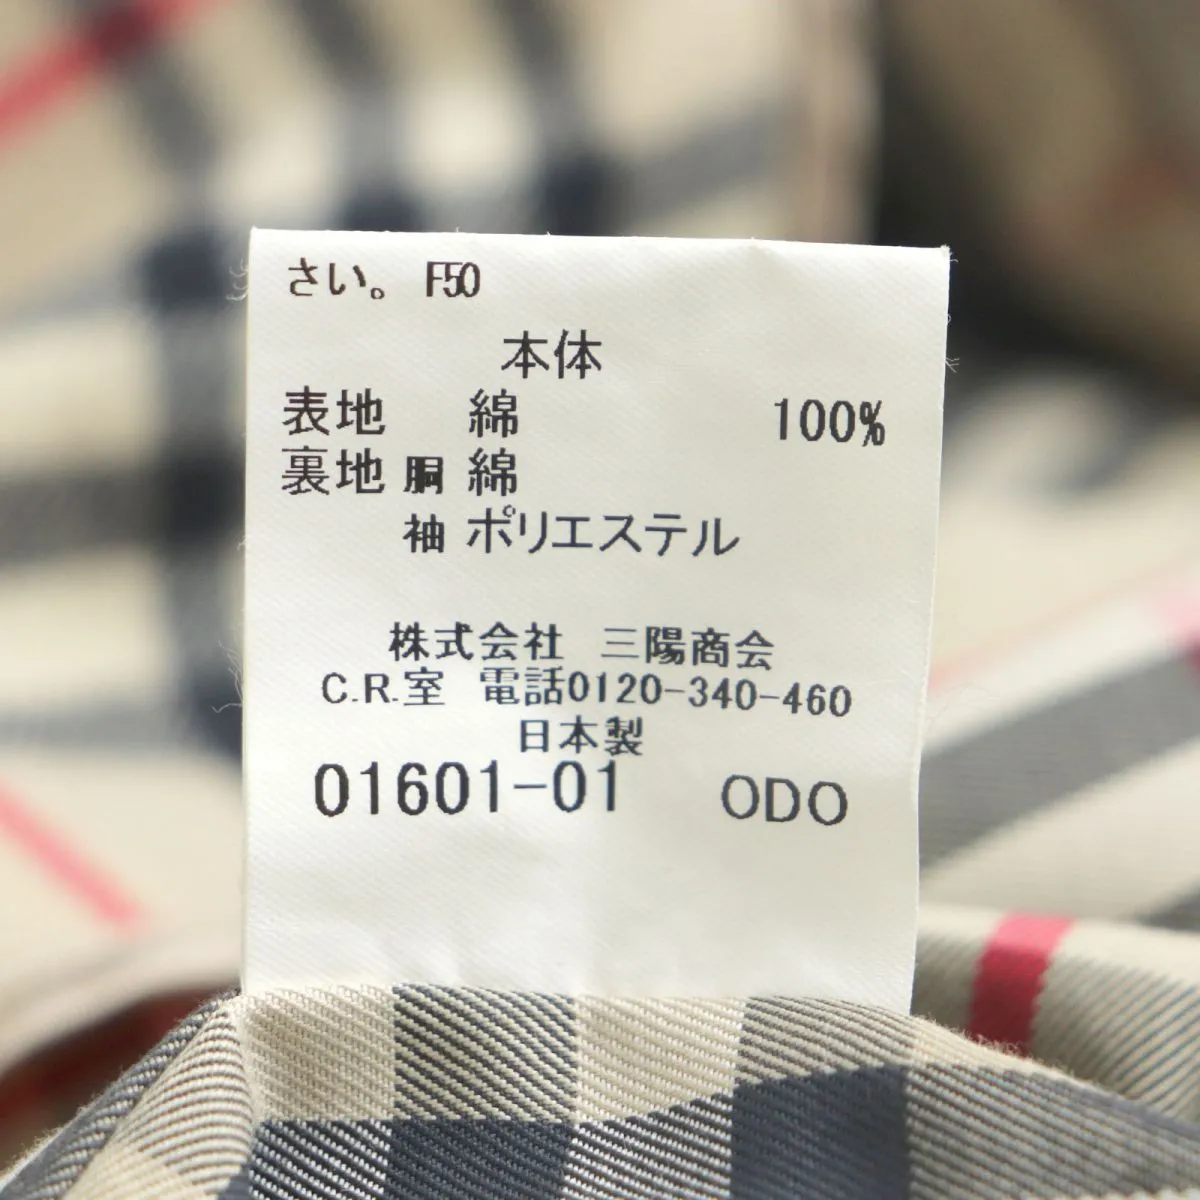 さい。 F50
本体
表地 綿 100%
裏地 胴 綿
袖 ポリエステル
株式会社 三陽商会
C.R.室 電話0120-340-460
日本製
01601-01 ODO